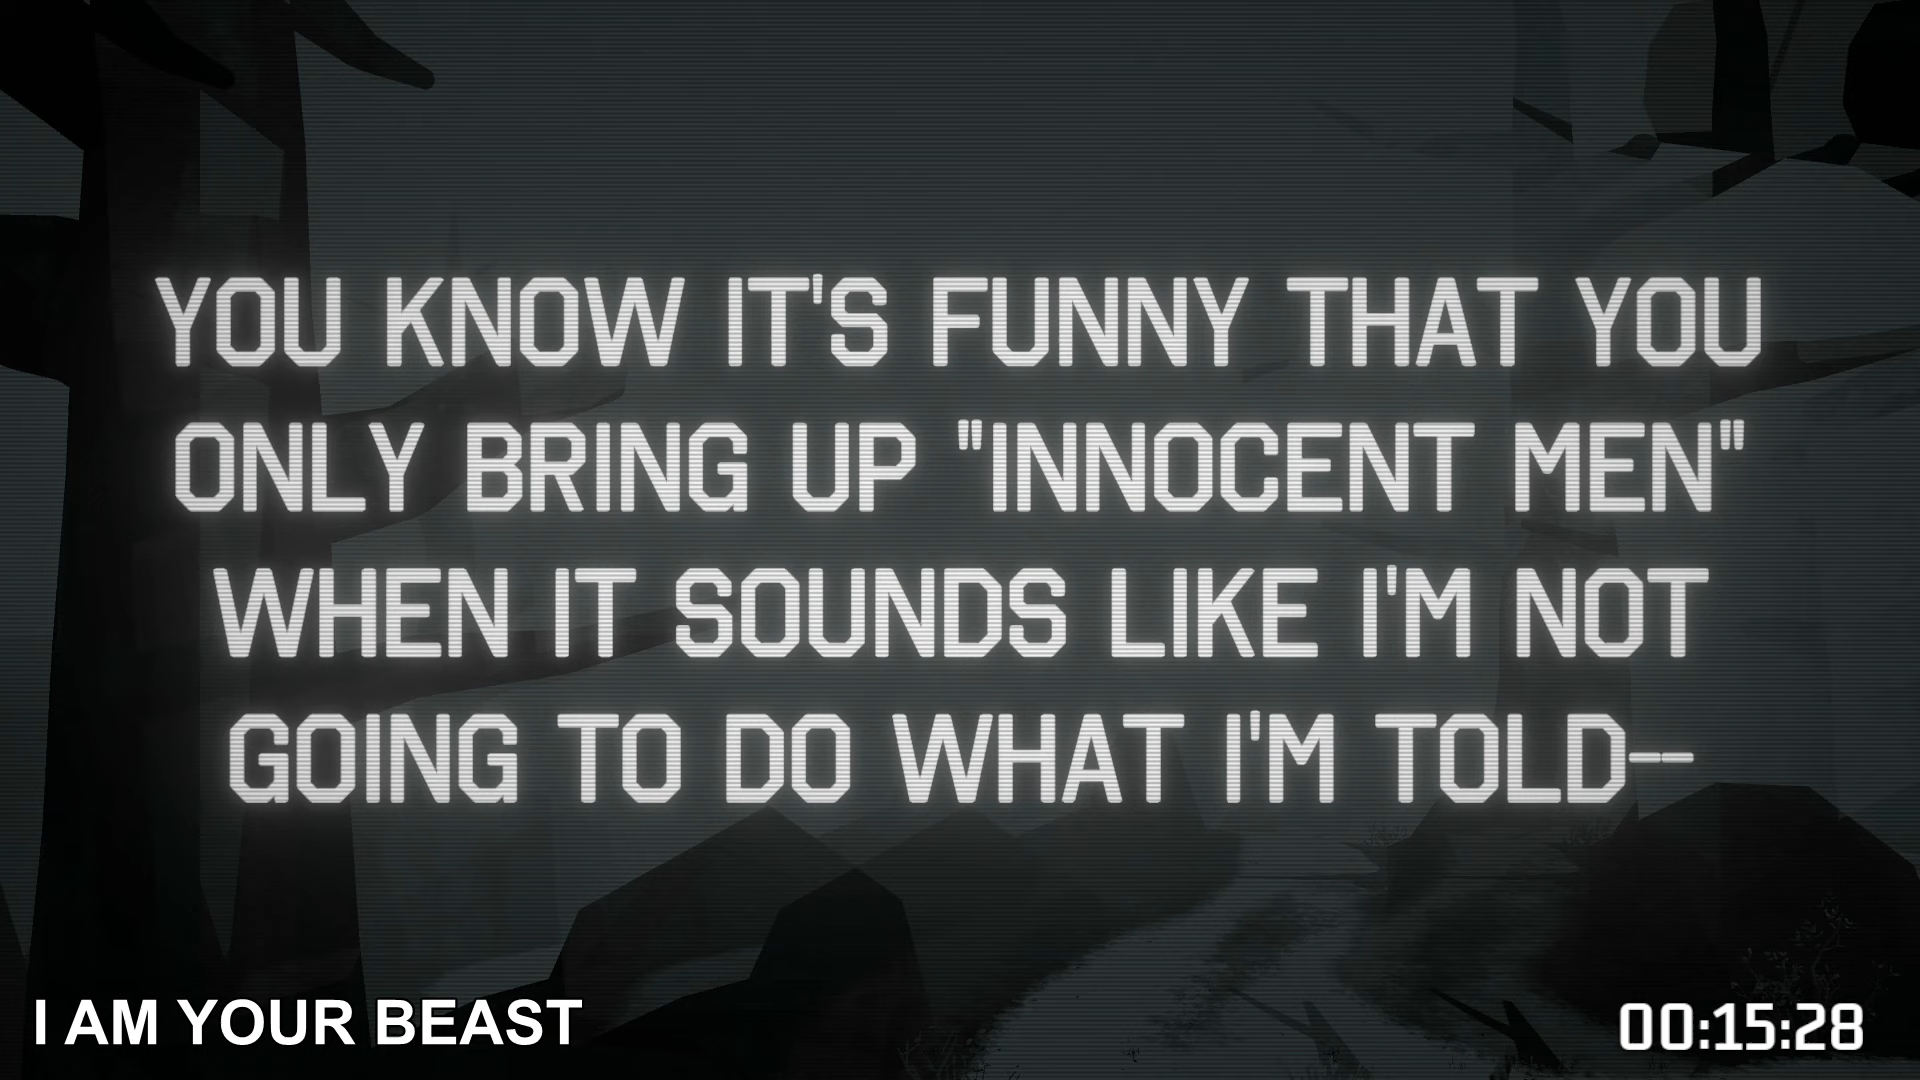 YOU KNOW IT'S FUNNY THAT YOU
ONLY BRING UP "INNOCENT MEN"
WHEN IT SOUNDS LIKE I'M NOT
GOING TO DO WHAT I'M TOLD--
I AM YOUR BEAST
00:15:28